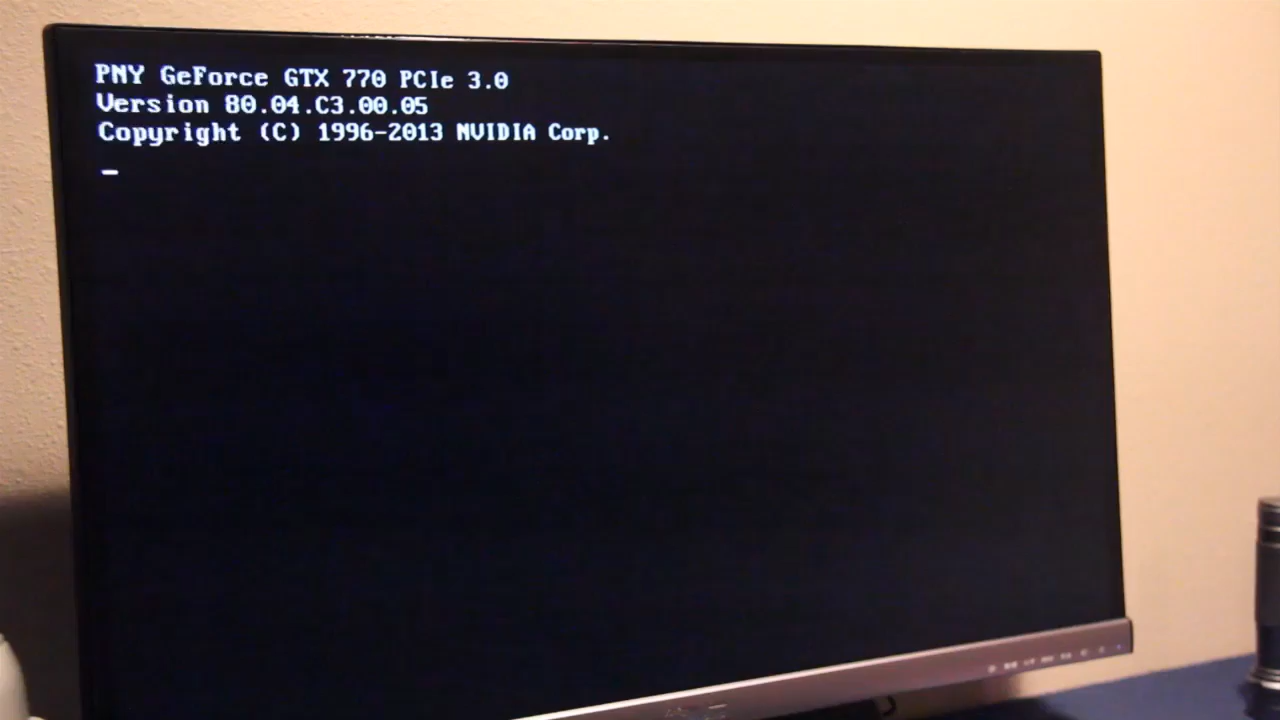 PNY GeForce GTX 770 PCIe 3.0
Version 80.04.C3.00.05
Copyright (C) 1996-2013 NVIDIA Corp.